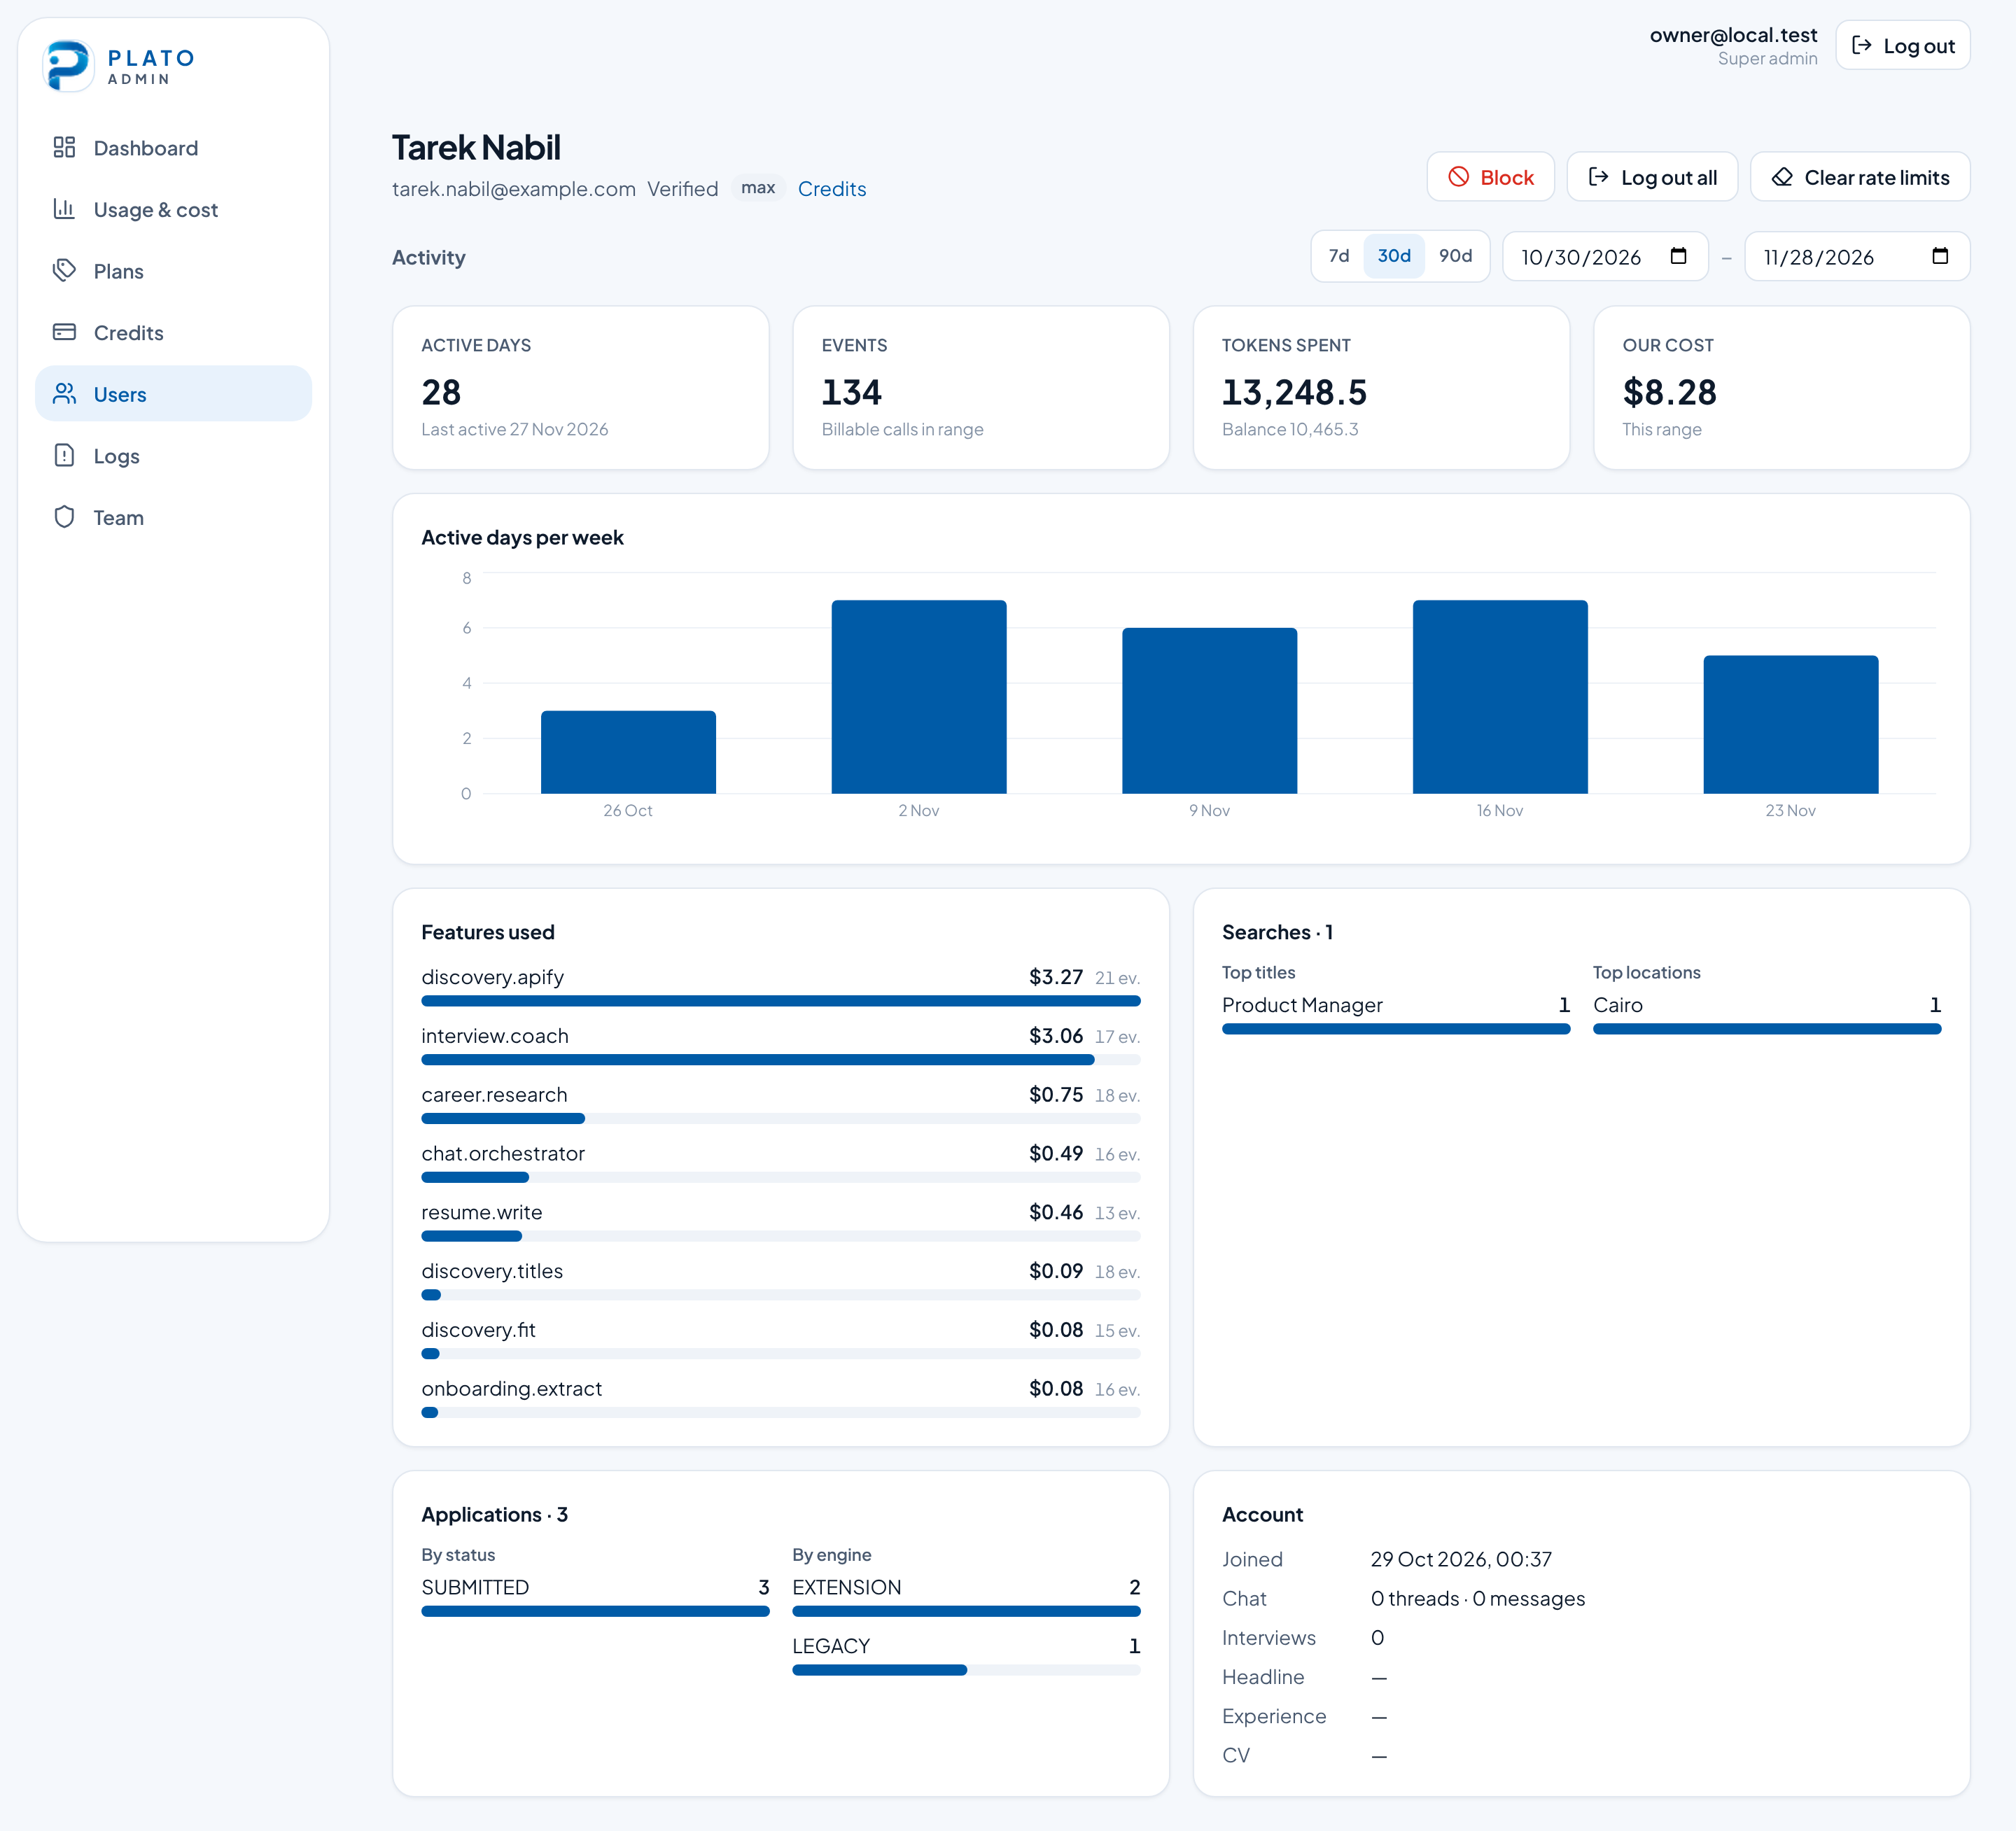 PLATO
ADMIN
Dashboard
Usage & cost
Plans
Credits
Users
Logs
Team
owner@local.test
Super admin
Log out
Tarek Nabil
tarek.nabil@example.com Verified max Credits
Block
Log out all
Clear rate limits
Activity
7d 30d 90d 10/30/2026 – 11/28/2026
ACTIVE DAYS
28
Last active 27 Nov 2026
EVENTS
134
Billable calls in range
TOKENS SPENT
13,248.5
Balance 10,465.3
OUR COST
$8.28
This range
Active days per week
8
6
4
2
0
26 Oct 2 Nov 9 Nov 16 Nov 23 Nov
Features used
discovery.apify $3.27 21 ev.
interview.coach $3.06 17 ev.
career.research $0.75 18 ev.
chat.orchestrator $0.49 16 ev.
resume.write $0.46 13 ev.
discovery.titles $0.09 18 ev.
discovery.fit $0.08 15 ev.
onboarding.extract $0.08 16 ev.
Searches · 1
Top titles
Product Manager 1
Top locations
Cairo 1
Applications · 3
By status
SUBMITTED 3
By engine
EXTENSION 2
LEGACY 1
Account
Joined 29 Oct 2026, 00:37
Chat 0 threads · 0 messages
Interviews 0
Headline —
Experience —
CV —